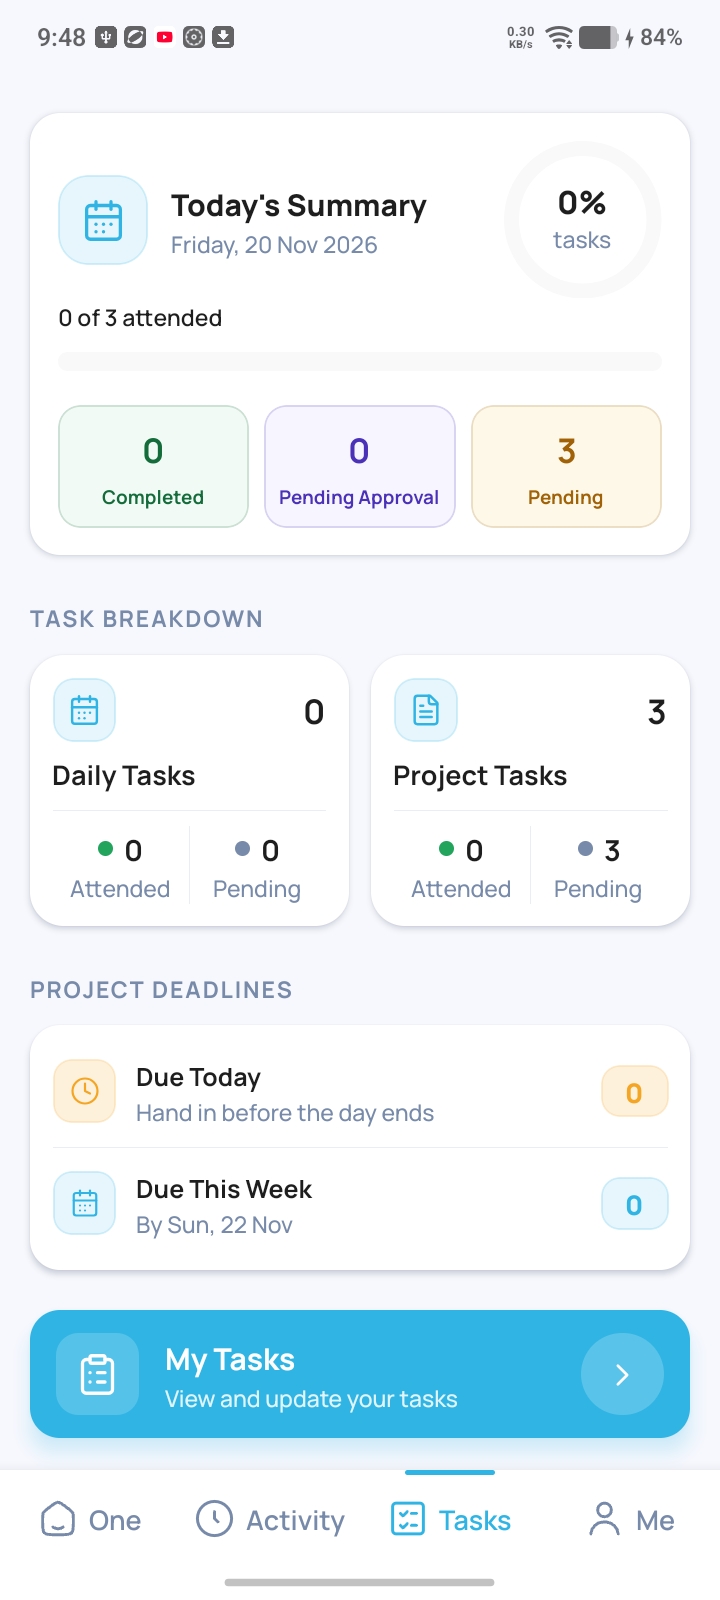 9:48
0.30
KB/s
84%
Today's Summary
Friday, 20 Nov 2026
0%
tasks
0 of 3 attended
0
Completed
0
Pending Approval
3
Pending
TASK BREAKDOWN
0
Daily Tasks
0
Attended
0
Pending
3
Project Tasks
0
Attended
3
Pending
PROJECT DEADLINES
Due Today
Hand in before the day ends
0
Due This Week
By Sun, 22 Nov
0
My Tasks
View and update your tasks
One
Activity
Tasks
Me